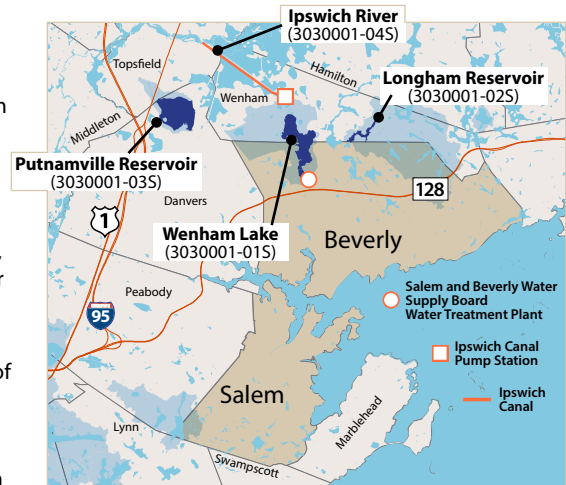 Ipswich River
(3030001-04S)
Topsfield
Hamilton
Longham Reservoir
(3030001-02S)
Wenham
Middleton
Putnamville Reservoir
(3030001-03S)
Danvers
128
1
Wenham Lake
(3030001-01S)
Beverly
Peabody
95
Salem and Beverly Water
Supply Board
Water Treatment Plant
Ipswich Canal
Pump Station
Ipswich
Canal
of
Salem
Marblehead
Lynn
Swampscott